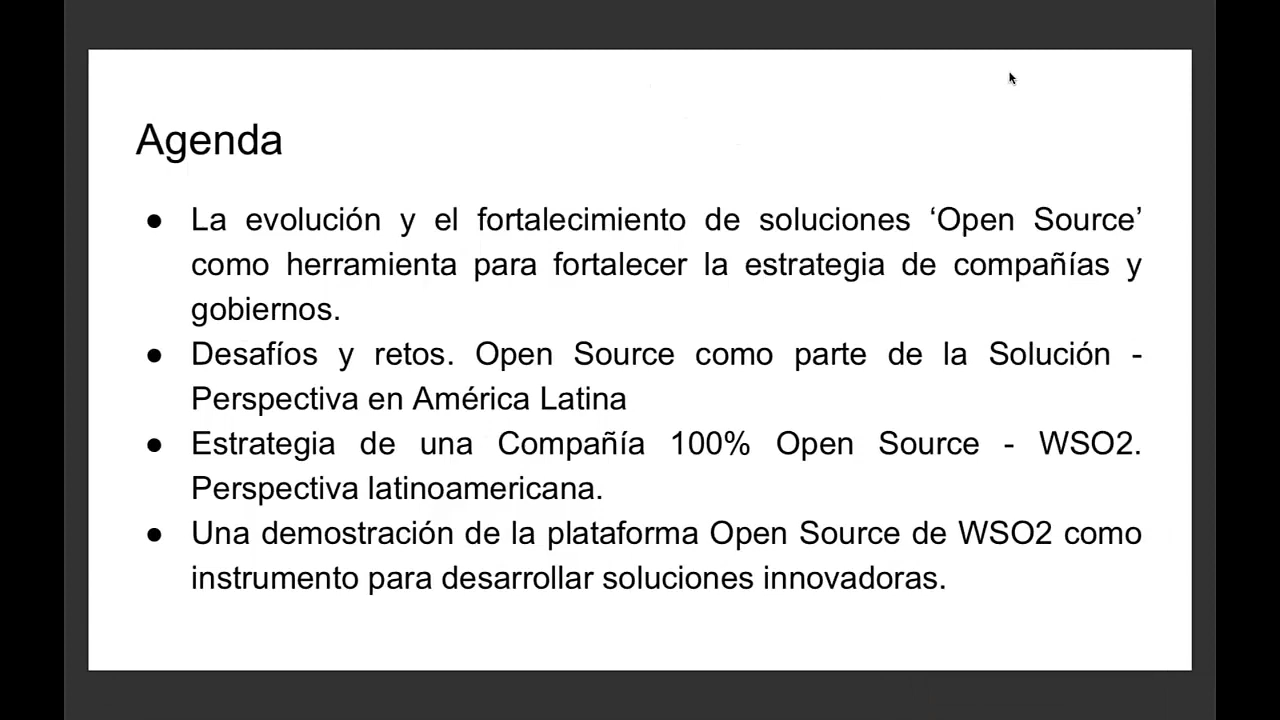 Agenda
● La evolución y el fortalecimiento de soluciones ‘Open Source’
como herramienta para fortalecer la estrategia de compañías y
gobiernos.
● Desafíos y retos. Open Source como parte de la Solución -
Perspectiva en América Latina
● Estrategia de una Compañía 100% Open Source - WSO2.
Perspectiva latinoamericana.
● Una demostración de la plataforma Open Source de WSO2 como
instrumento para desarrollar soluciones innovadoras.